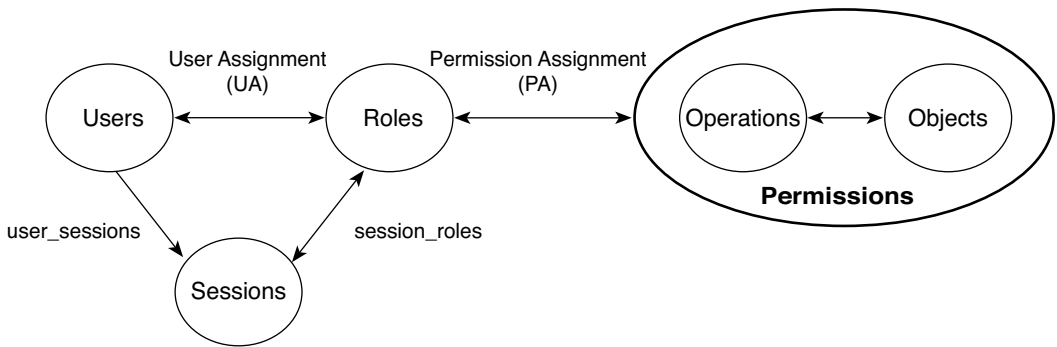 User Assignment
(UA)
Permission Assignment
(PA)
Users
Roles
Operations
Objects
Permissions
user_sessions
session_roles
Sessions